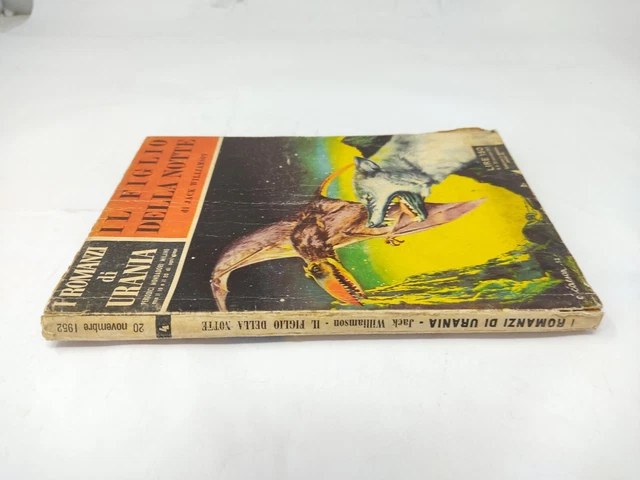 IL FIGLIO
DELLA NOTTE
di JACK WILLIAMSON
I ROMANZI
di
URANIA
I ROMANZI DI URANIA - Jack Williamson - IL FIGLIO DELLA NOTTE
20 novembre 1952